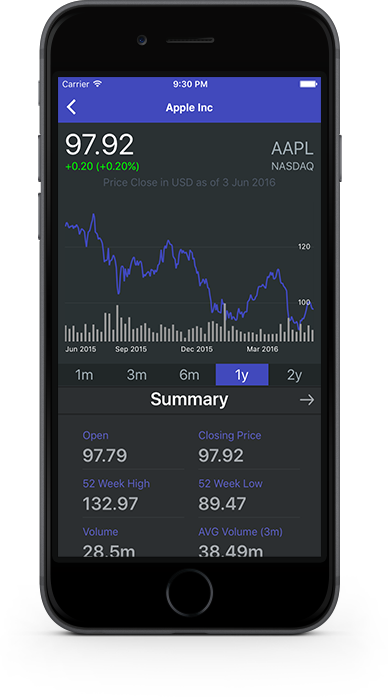 Carrier 9:30 PM
Apple Inc
97.92 AAPL
+0.20 (+0.20%) NASDAQ
Price Close in USD as of 3 Jun 2016
120
100
Jun 2015 Sep 2015 Dec 2015 Mar 2016
1m 3m 6m 1y 2y
Summary →
Open Closing Price
97.79 97.92
52 Week High 52 Week Low
132.97 89.47
Volume AVG Volume (3m)
28.5m 38.49m